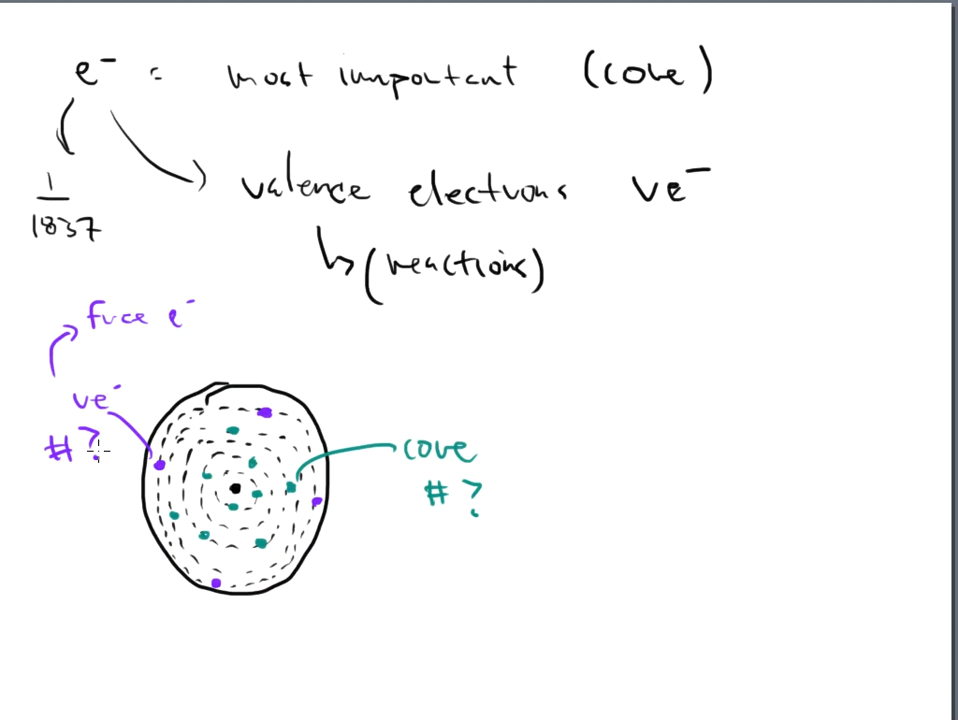 e⁻ = most important (core)
1/1837
valence electrons ve⁻
(reactions)
free e⁻
ve⁻
# ?
core
# ?